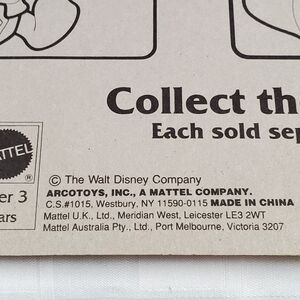 Collect th
Each sold sep
ATTEL
®
er 3
ars
© The Walt Disney Company
ARCOTOYS, INC., A MATTEL COMPANY.
C.S.#1015, Westbury, NY 11590-0115 MADE IN CHINA
Mattel U.K., Ltd., Meridian West, Leicester LE3 2WT
Mattel Australia Pty., Ltd., Port Melbourne, Victoria 3207